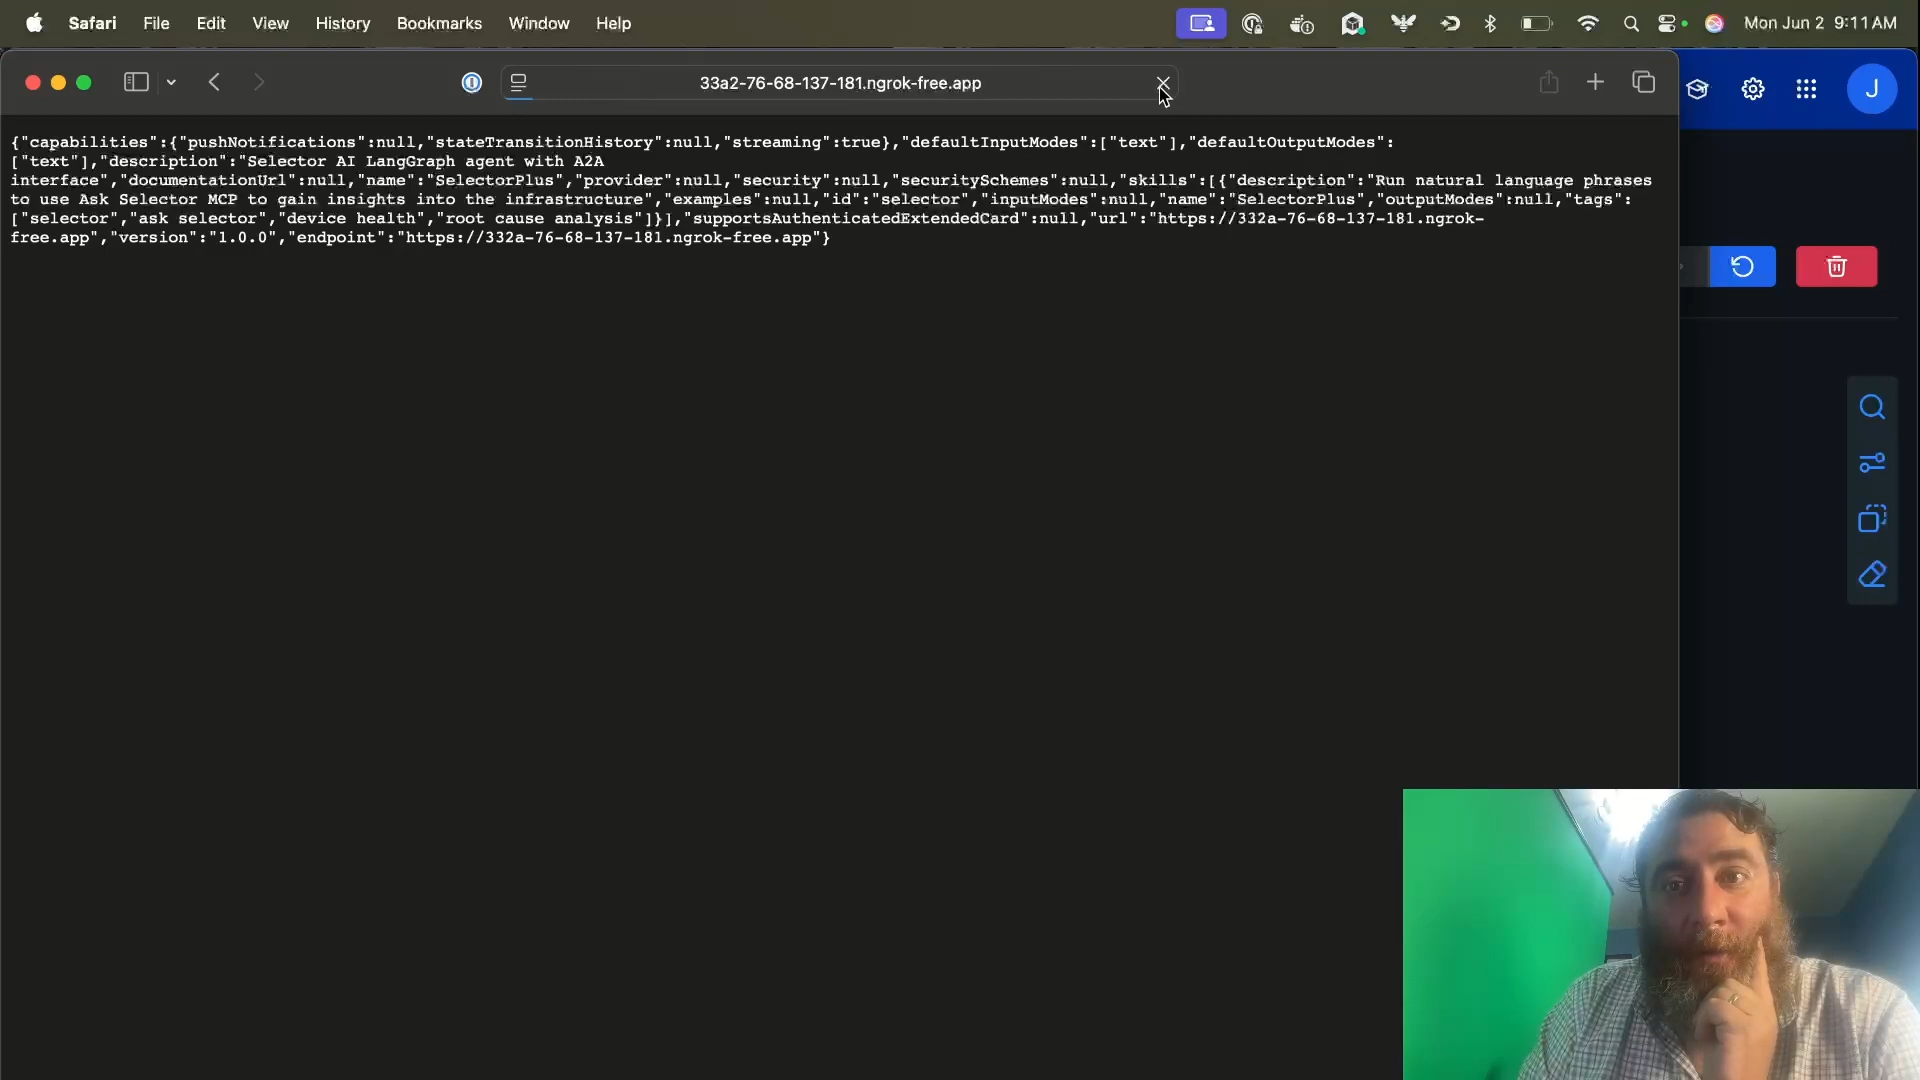 Safari File Edit View History Bookmarks Window Help Mon Jun 2 9:11 AM
33a2-76-68-137-181.ngrok-free.app
J
{"capabilities":{"pushNotifications":null,"stateTransitionHistory":null,"streaming":true},"defaultInputModes":["text"],"defaultOutputModes":
["text"],"description":"Selector AI LangGraph agent with A2A
interface","documentationUrl":null,"name":"SelectorPlus","provider":null,"security":null,"securitySchemes":null,"skills":[{"description":"Run natural language phrases
to use Ask Selector MCP to gain insights into the infrastructure","examples":null,"id":"selector","inputModes":null,"name":"SelectorPlus","outputModes":null,"tags":
["selector","ask selector","device health","root cause analysis"]}],"supportsAuthenticatedExtendedCard":null,"url":"https://332a-76-68-137-181.ngrok-
free.app","version":"1.0.0","endpoint":"https://332a-76-68-137-181.ngrok-free.app"}